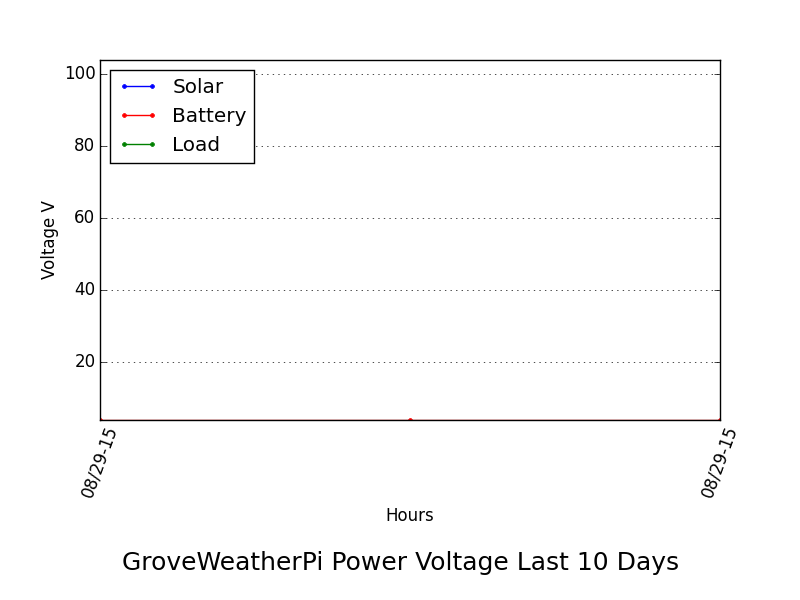 100
80
60
40
20
Voltage V
Solar
Battery
Load
08/29-15
08/29-15
Hours
GroveWeatherPi Power Voltage Last 10 Days